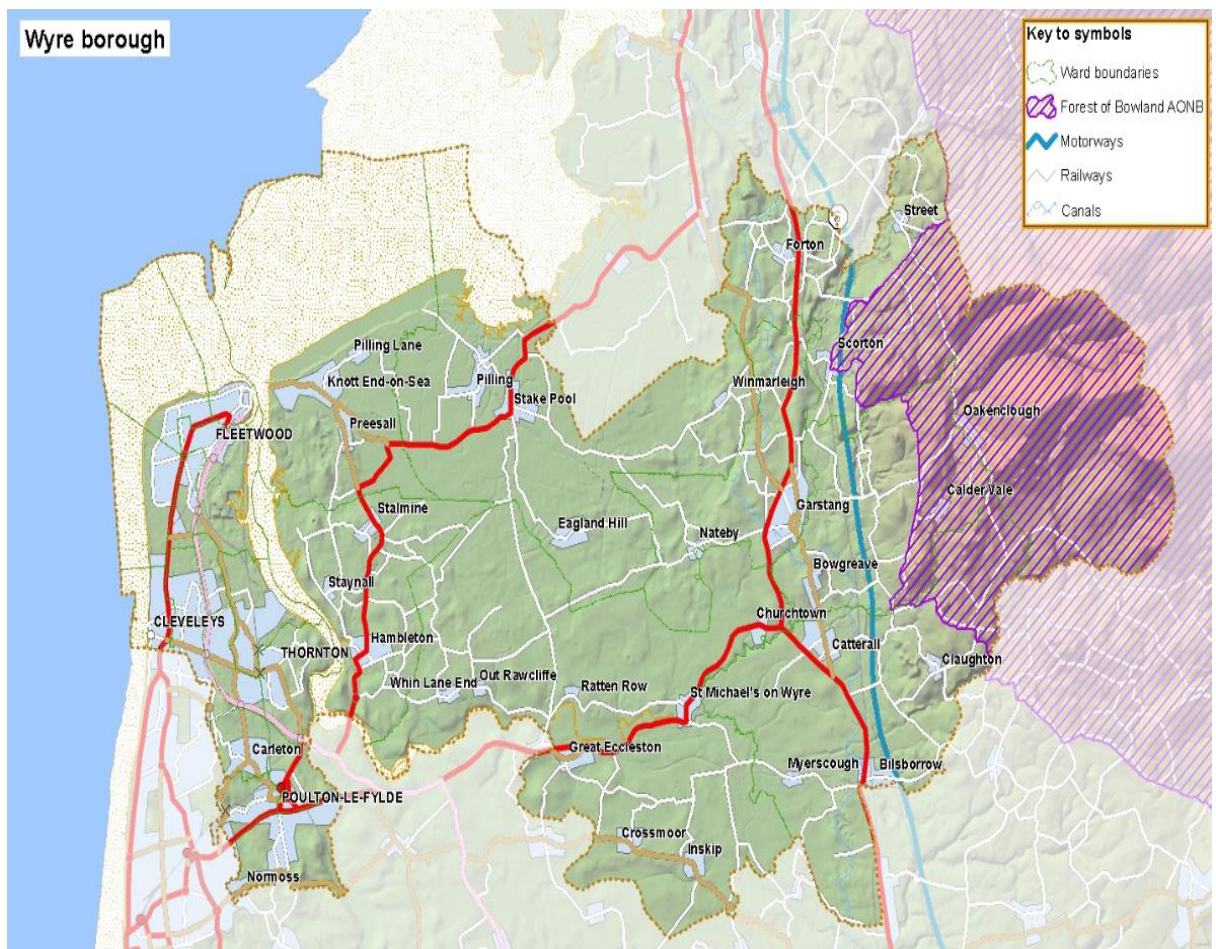 Wyre borough
Key to symbols
Ward boundaries
Forest of Bowland AONB
Motorways
Railways
Canals
Street
Forton
Pilling Lane
Scorton
Knott End-on-Sea
Pilling
Winmarleigh
Stake Pool
Oakenclough
Preesall
FLEETWOOD
Calder Vale
Stalmine
Garstang
Eagland Hill
Nateby
Bowgreave
Staynall
Churchtown
CLEVELEYS
Hambleton
Catterall
THORNTON
Claughton
Whin Lane End
Out Rawcliffe
Ratten Row
St Michael's on Wyre
Carleton
Great Eccleston
Myerscough
Bilsborrow
POULTON-LE-FYLDE
Crossmoor
Inskip
Normoss